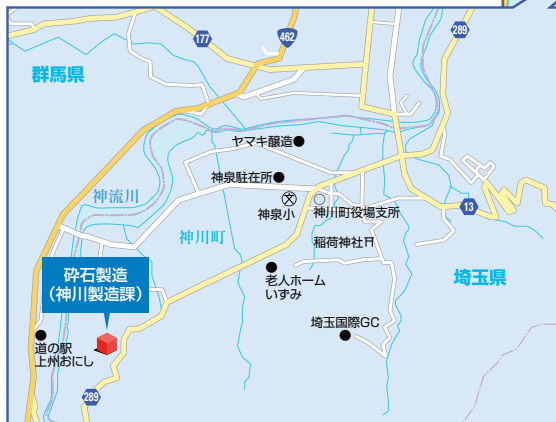 289
177
462
群馬県
ヤマキ醸造
神泉駐在所
神流川
神泉小
神川町役場支所
13
神川町
稲荷神社
埼玉県
老人ホーム
いずみ
砕石製造
（神川製造課）
埼玉国際GC
道の駅
上州おにし
289